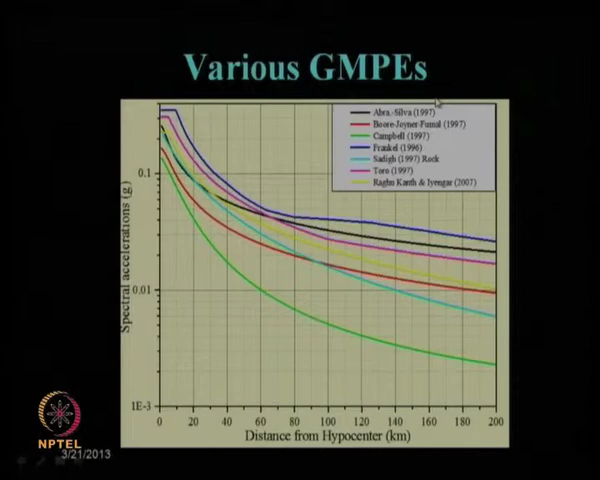 Various GMPEs
Abra.-Silva (1997)
Boore-Joyner-Fumal (1997)
Campbell (1997)
Frankel (1996)
Sadigh (1997) Rock
Toro (1997)
Raghu Kanth & Iyengar (2007)
Spectral accelerations (g)
0.1
0.01
1E-3
0 20 40 60 80 100 120 140 160 180 200
Distance from Hypocenter (km)
NPTEL
3/21/2013